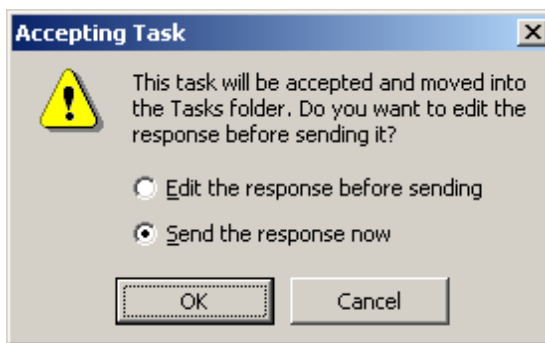 Accepting Task
This task will be accepted and moved into
the Tasks folder. Do you want to edit the
response before sending it?
Edit the response before sending
Send the response now
OK
Cancel